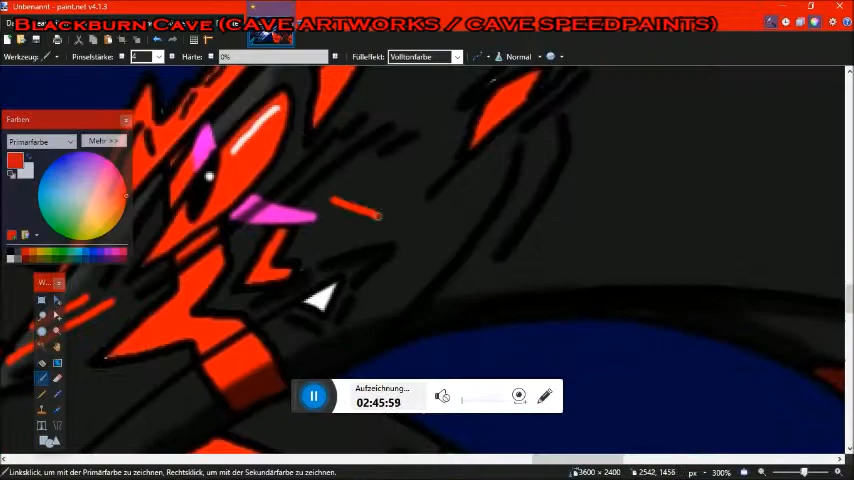 Unbenannt - paint.net v4.1.3
Blackburn Cave (CAVE ARTWORKS / CAVE SPEEDPAINTS)
Werkzeug: Pinselstärke: 4 Härte: 0% Fülleffekt: Volltonfarbe Normal
Farben
Primärfarbe Mehr >>
W...
Aufzeichnung...
02:45:59
Linksklick, um mit der Primärfarbe zu zeichnen, Rechtsklick, um mit der Sekundärfarbe zu zeichnen. 3600 × 2400 2542, 1456 px 300%